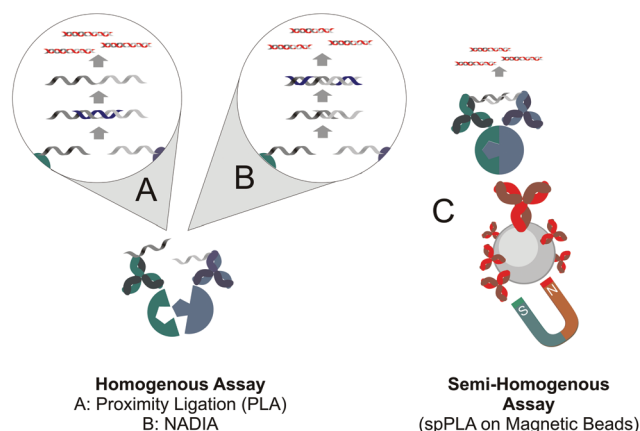 A
B
C
S
N
Homogenous Assay
A: Proximity Ligation (PLA)
B: NADIA
Semi-Homogenous
Assay
(spPLA on Magnetic Beads)